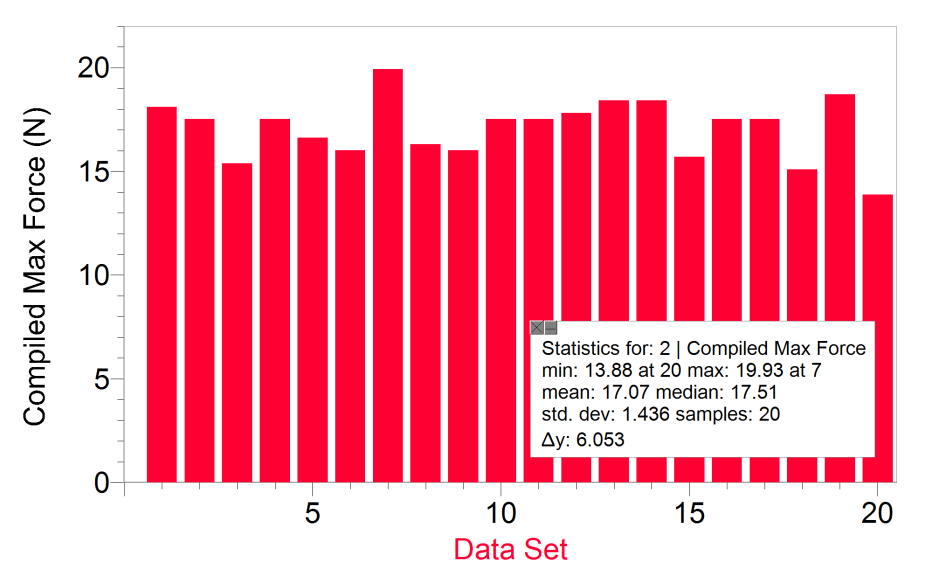 Compiled Max Force (N)
20
15
10
5
0
5 10 15 20
Data Set
Statistics for: 2 | Compiled Max Force
min: 13.88 at 20 max: 19.93 at 7
mean: 17.07 median: 17.51
std. dev: 1.436 samples: 20
Δy: 6.053